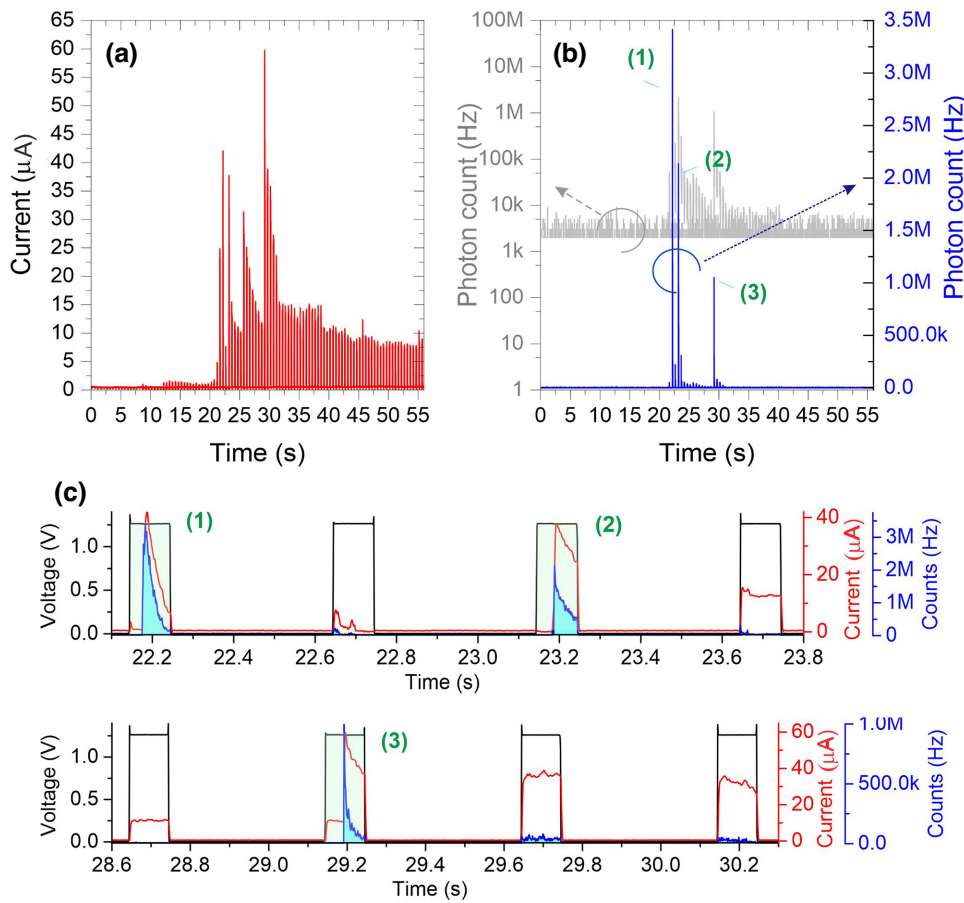 (a)
65
60
55
50
45
40
35
30
25
20
15
10
5
0
Current (μA)
0 5 10 15 20 25 30 35 40 45 50 55
Time (s)
(b)
100M
10M
1M
100k
10k
1k
100
10
1
Photon count (Hz)
(1)
(2)
(3)
3.5M
3.0M
2.5M
2.0M
1.5M
1.0M
500.0k
0.0
Photon count (Hz)
0 5 10 15 20 25 30 35 40 45 50 55
Time (s)
(c)
Voltage (V)
1.0
0.5
0.0
(1)
(2)
40
20
0
Current (μA)
3M
2M
1M
0
Counts (Hz)
22.2 22.4 22.6 22.8 23.0 23.2 23.4 23.6 23.8
Time (s)
Voltage (V)
1.0
0.5
0.0
(3)
60
40
20
0
Current (μA)
1.0M
500.0k
0.0
Counts (Hz)
28.6 28.8 29.0 29.2 29.4 29.6 29.8 30.0 30.2
Time (s)